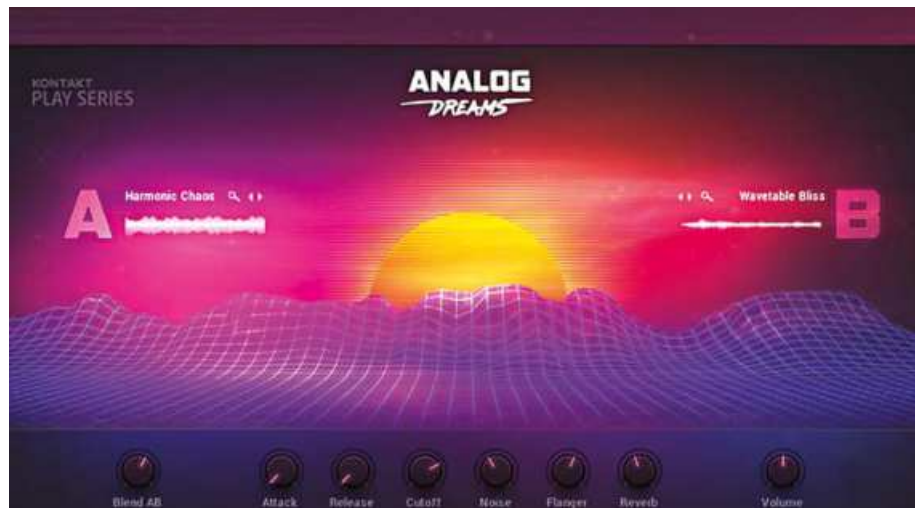 KONTAKT
PLAY SERIES
ANALOG
DREAMS
A
Harmonic Chaos
Wavetable Bliss
B
Blend AB
Attack
Release
Cutoff
Noise
Flanger
Reverb
Volume